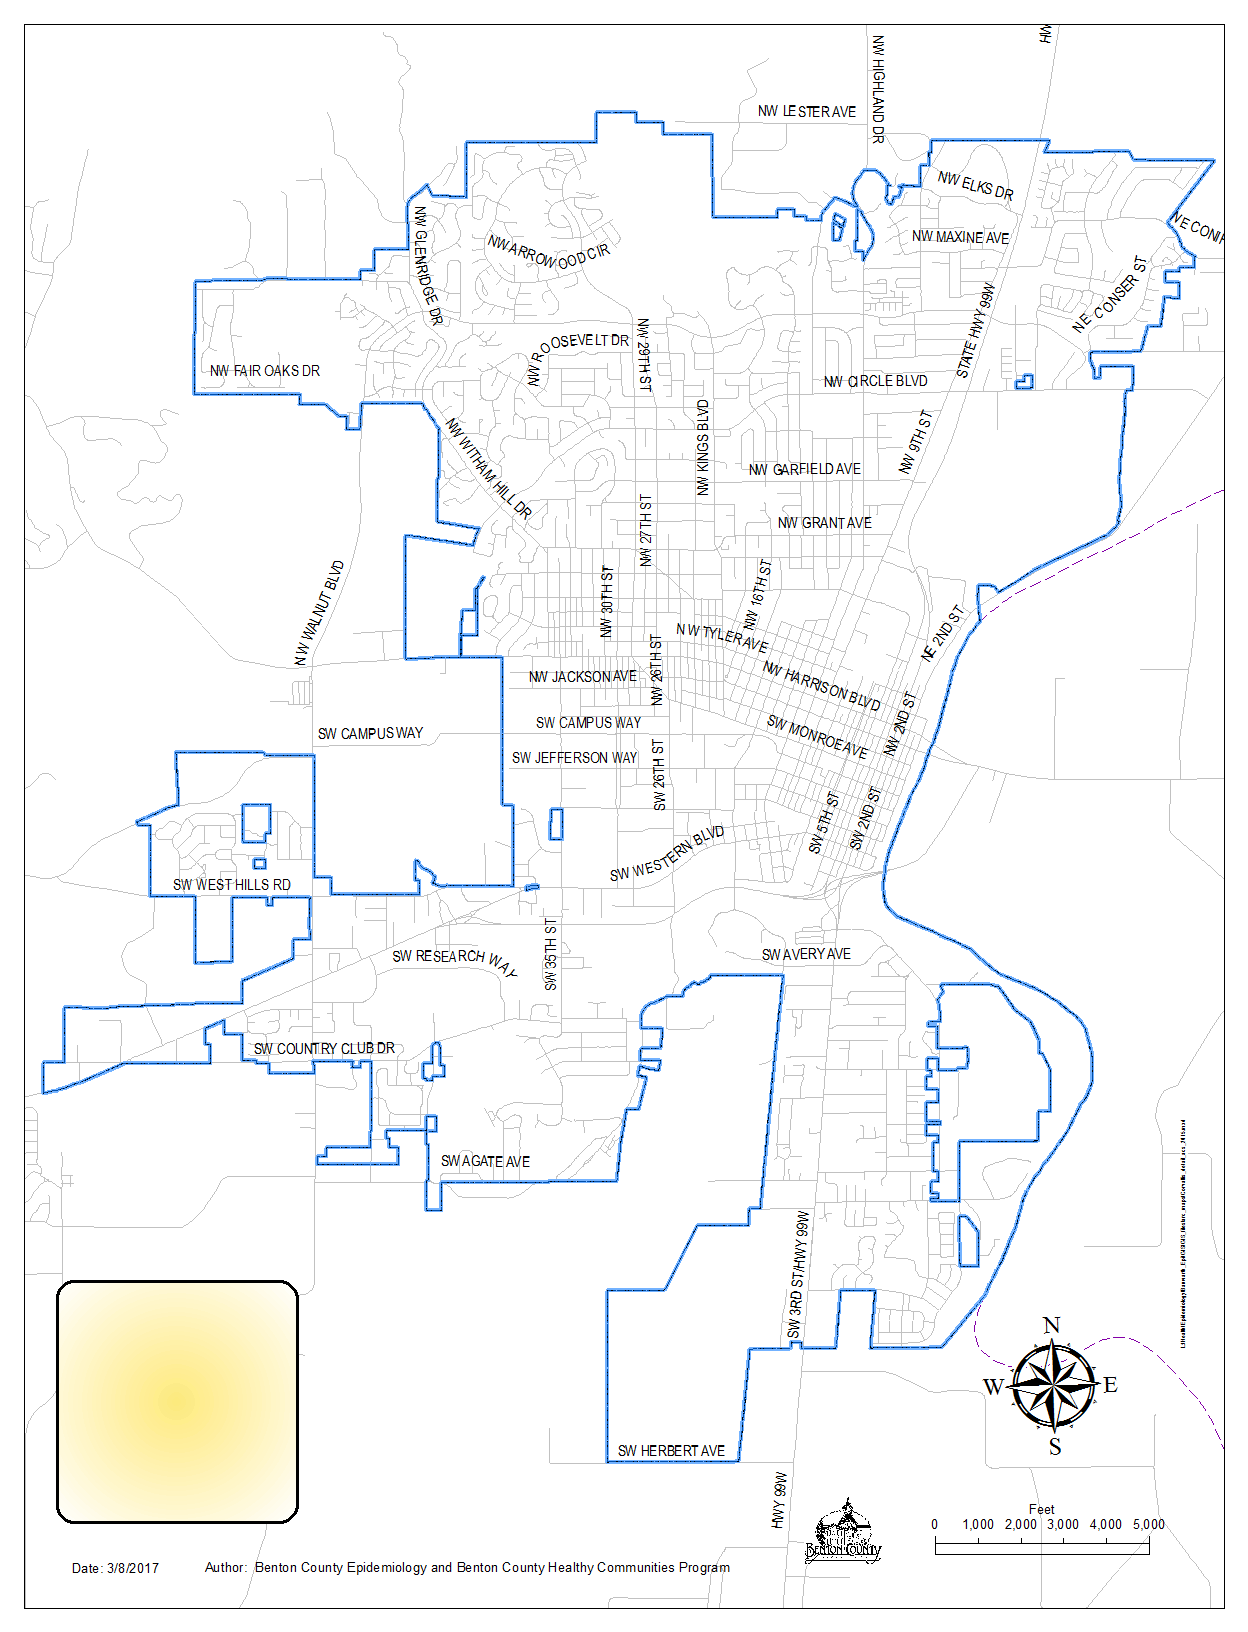 HW
NW HIGHLAND DR
NW LESTER AVE
NW ELKS DR
NW GLENRIDGE DR
NW ARROWOOD CIR
NW MAXINE AVE
NE CONIF
NE CONSER ST
STATE HWY 99W
NW ROOSEVELT DR
NW 29TH ST
NW FAIR OAKS DR
NW CIRCLE BLVD
NW KINGS BLVD
NW 9TH ST
NW WITHAM HILL DR
NW GARFIELD AVE
NW 27TH ST
NW GRANT AVE
NW WALNUT BLVD
NW 30TH ST
NW 16TH ST
NE 2ND ST
NW TYLER AVE
NW 26TH ST
NW HARRISON BLVD
NW JACKSON AVE
NW 2ND ST
SW CAMPUS WAY
SW CAMPUS WAY
SW MONROE AVE
SW JEFFERSON WAY
SW 26TH ST
SW 5TH ST
SW 2ND ST
SW WESTERN BLVD
SW WEST HILLS RD
SW 35TH ST
SW RESEARCH WAY
SW AVERY AVE
SW COUNTRY CLUB DR
SW AGATE AVE
SW 3RD ST/HWY 99W
N
W
E
S
SW HERBERT AVE
HWY 99W
BENTON COUNTY
Feet
0 1,000 2,000 3,000 4,000 5,000
Date: 3/8/2017
Author: Benton County Epidemiology and Benton County Healthy Communities Program